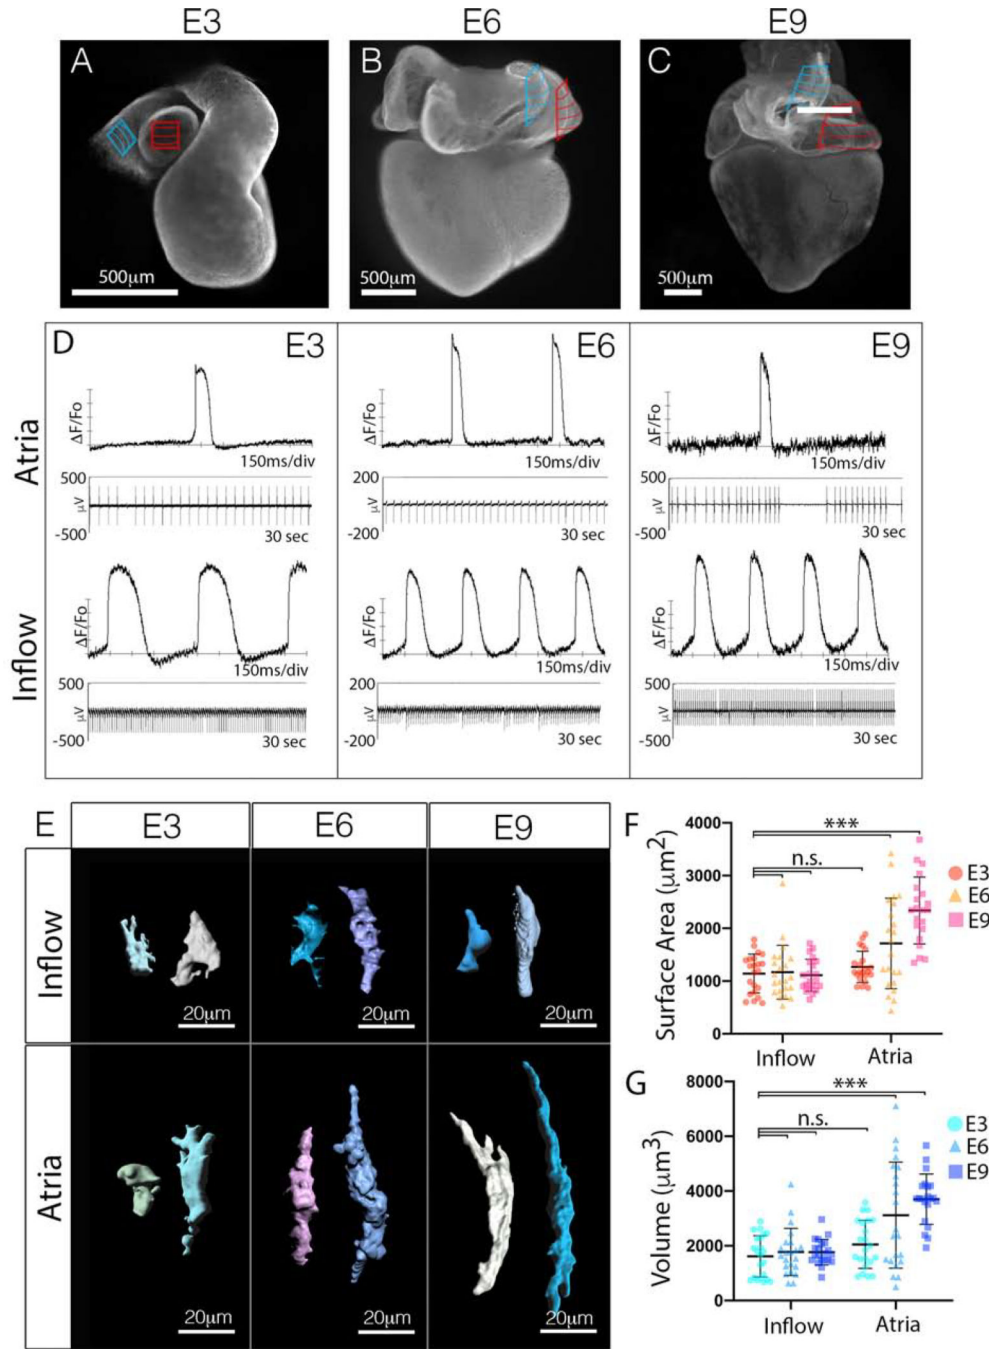 E3
E6
E9
A
B
C
500μm
500μm
500μm
D
E3
E6
E9
Atria
ΔF/Fo
150ms/div
ΔF/Fo
150ms/div
ΔF/Fo
150ms/div
500
μV
-500
30 sec
200
μV
-200
30 sec
500
μV
-500
30 sec
Inflow
ΔF/Fo
150ms/div
ΔF/Fo
150ms/div
ΔF/Fo
150ms/div
500
μV
-500
30 sec
200
μV
-200
30 sec
500
μV
-500
30 sec
E
E3
E6
E9
Inflow
20μm
20μm
20μm
Atria
20μm
20μm
20μm
F
Surface Area (μm²)
4000
3000
2000
1000
0
***
n.s.
E3
E6
E9
Inflow
Atria
G
Volume (μm³)
8000
6000
4000
2000
0
***
n.s.
E3
E6
E9
Inflow
Atria